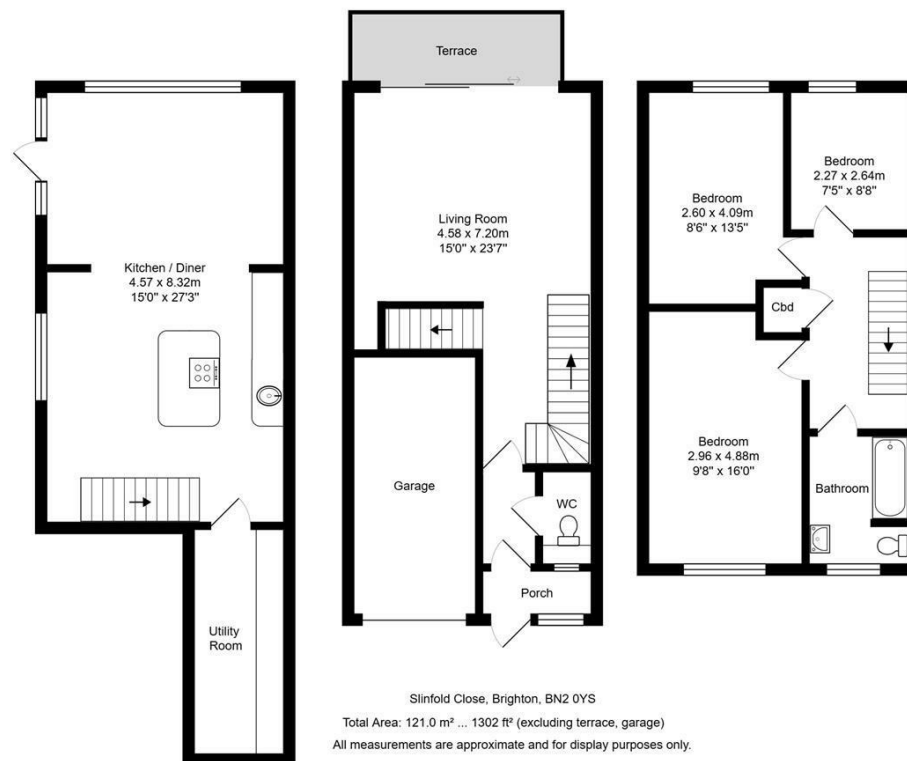 Terrace
Kitchen / Diner
4.57 x 8.32m
15'0" x 27'3"
Utility
Room
Living Room
4.58 x 7.20m
15'0" x 23'7"
Garage
WC
Porch
Bedroom
2.60 x 4.09m
8'6" x 13'5"
Bedroom
2.27 x 2.64m
7'5" x 8'8"
Cbd
Bedroom
2.96 x 4.88m
9'8" x 16'0"
Bathroom
Slinfold Close, Brighton, BN2 0YS
Total Area: 121.0 m² ... 1302 ft² (excluding terrace, garage)
All measurements are approximate and for display purposes only.